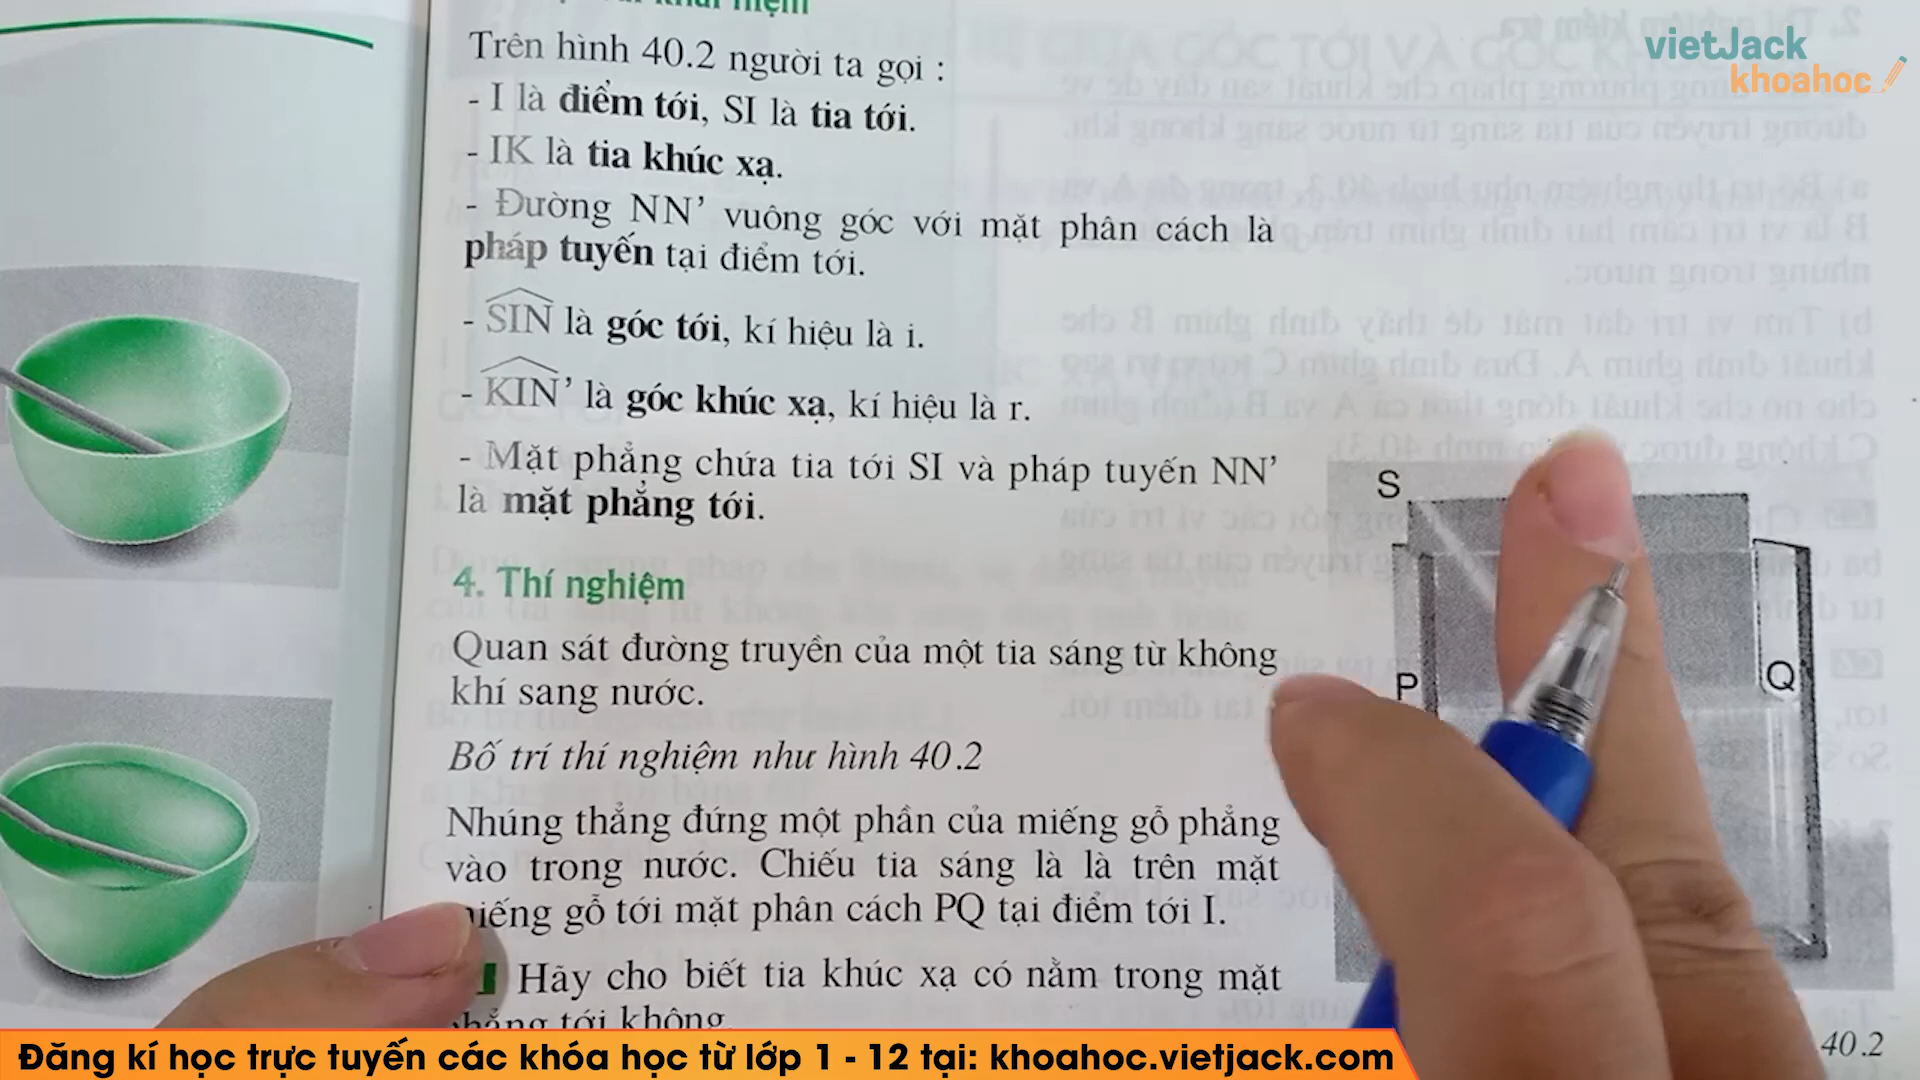 vietJack
khoahoc
Trên hình 40.2 người ta gọi :
- I là điểm tới, SI là tia tới.
- IK là tia khúc xạ.
- Đường NN’ vuông góc với mặt phân cách là
pháp tuyến tại điểm tới.
- SIN là góc tới, kí hiệu là i.
- KIN’ là góc khúc xạ, kí hiệu là r.
- Mặt phẳng chứa tia tới SI và pháp tuyến NN’
là mặt phẳng tới.
4. Thí nghiệm
Quan sát đường truyền của một tia sáng từ không
khí sang nước.
Bố trí thí nghiệm như hình 40.2
Nhúng thẳng đứng một phần của miếng gỗ phẳng
vào trong nước. Chiếu tia sáng là là trên mặt
miếng gỗ tới mặt phân cách PQ tại điểm tới I.
Hãy cho biết tia khúc xạ có nằm trong mặt
phẳng tới không.
S
P
Q
40.2
Đăng kí học trực tuyến các khóa học từ lớp 1 - 12 tại: khoahoc.vietjack.com